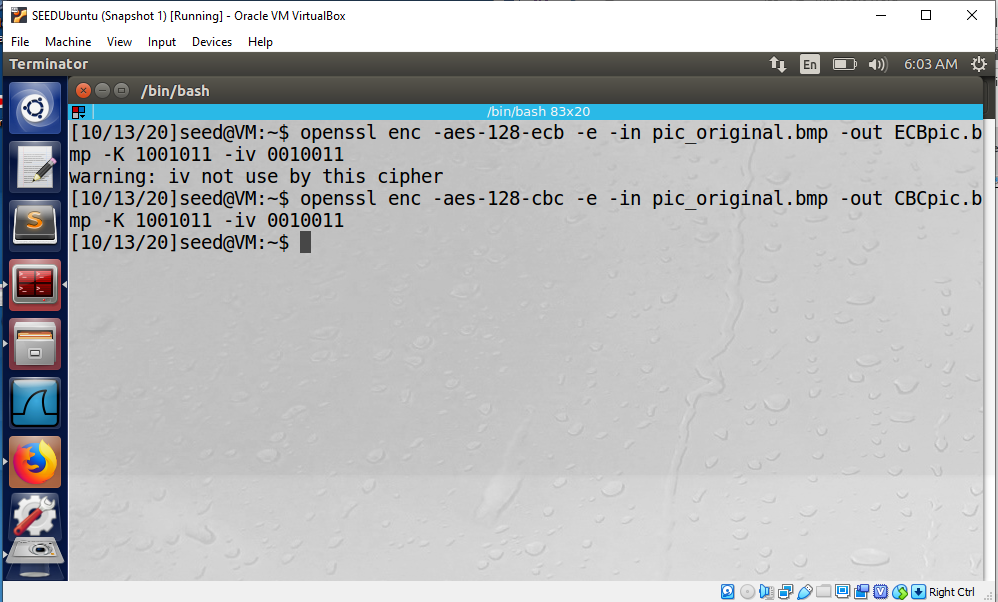 SEEDUbuntu (Snapshot 1) [Running] - Oracle VM VirtualBox
File Machine View Input Devices Help
Terminator En 6:03 AM
/bin/bash
/bin/bash 83x20
[10/13/20]seed@VM:~$ openssl enc -aes-128-ecb -e -in pic_original.bmp -out ECBpic.b
mp -K 1001011 -iv 0010011
warning: iv not use by this cipher
[10/13/20]seed@VM:~$ openssl enc -aes-128-cbc -e -in pic_original.bmp -out CBCpic.b
mp -K 1001011 -iv 0010011
[10/13/20]seed@VM:~$
Right Ctrl